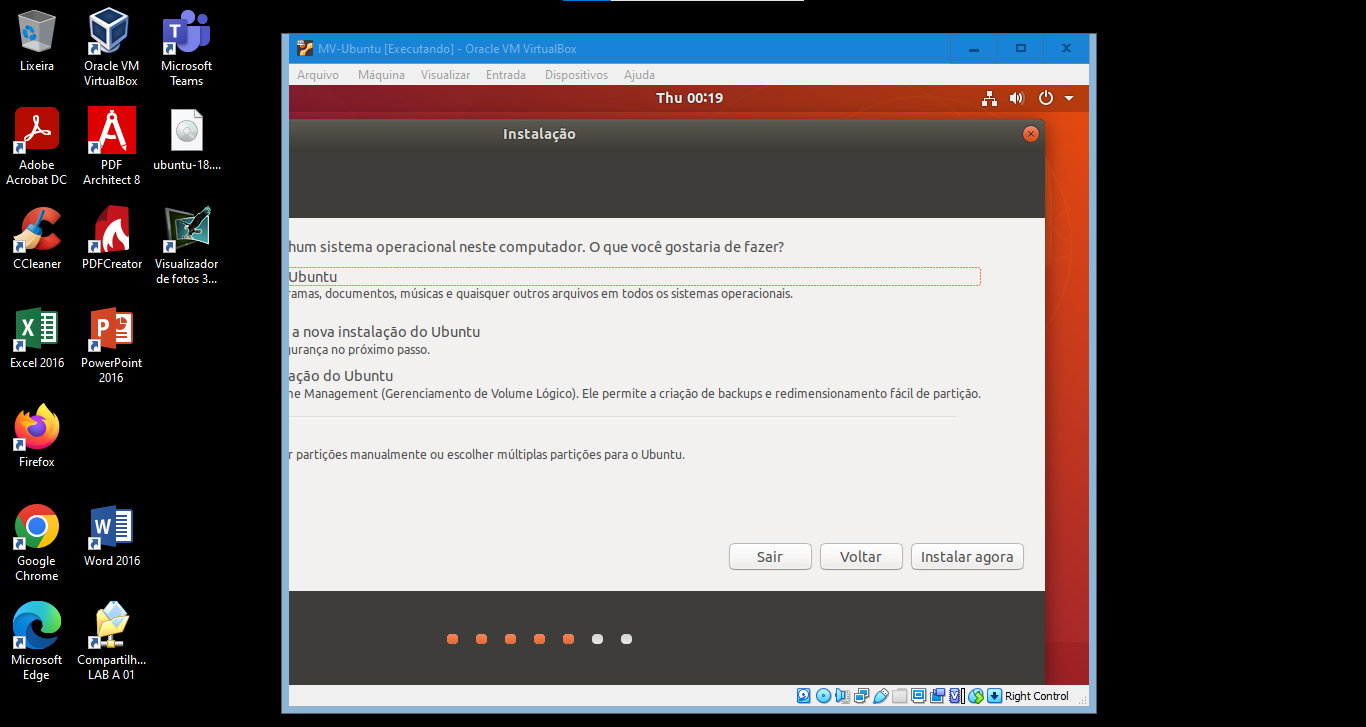 Lixeira
Oracle VM
VirtualBox
Microsoft
Teams
Adobe
Acrobat DC
PDF
Architect 8
ubuntu-18....
CCleaner
PDFCreator
Visualizador
de fotos 3...
Excel 2016
PowerPoint
2016
Firefox
Google
Chrome
Word 2016
Microsoft
Edge
Compartilh...
LAB A 01
MV-Ubuntu [Executando] - Oracle VM VirtualBox
Arquivo Máquina Visualizar Entrada Dispositivos Ajuda
Thu 00:19
Instalação
hum sistema operacional neste computador. O que você gostaria de fazer?
Ubuntu
ramas, documentos, músicas e quaisquer outros arquivos em todos os sistemas operacionais.
a nova instalação do Ubuntu
gurança no próximo passo.
ação do Ubuntu
ne Management (Gerenciamento de Volume Lógico). Ele permite a criação de backups e redimensionamento fácil de partição.
r partições manualmente ou escolher múltiplas partições para o Ubuntu.
Sair Voltar Instalar agora
Right Control